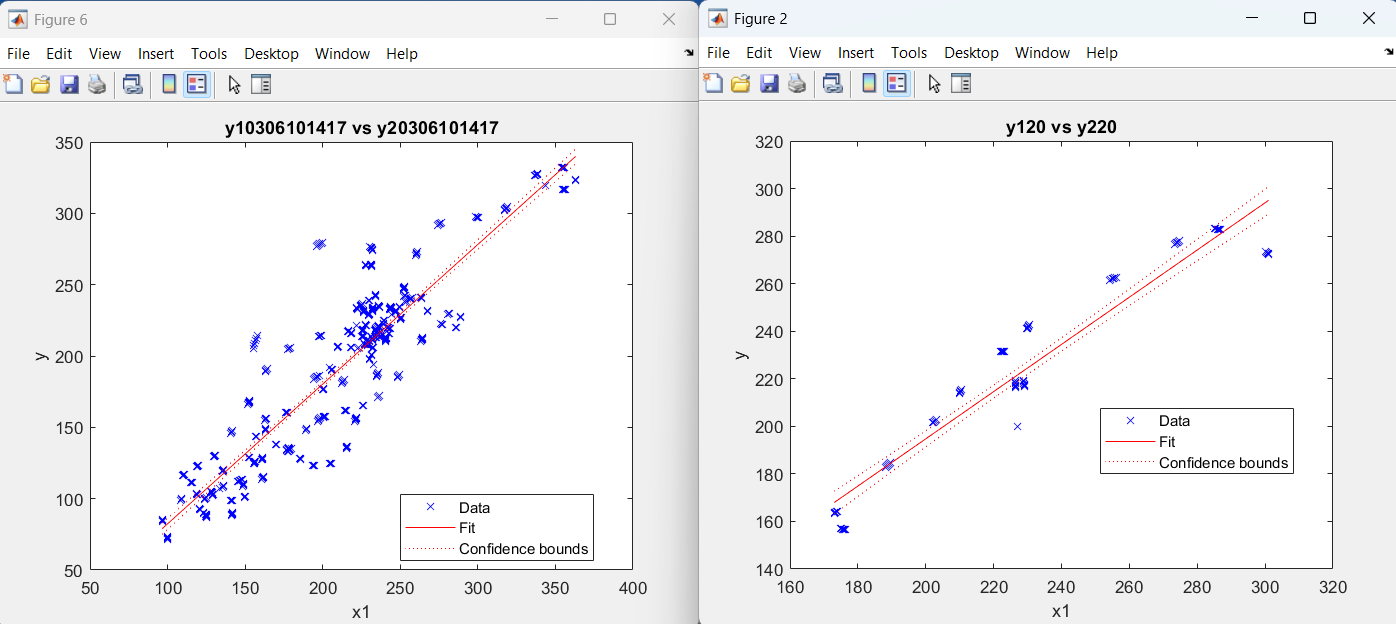 Figure 6
File Edit View Insert Tools Desktop Window Help
y10306101417 vs y20306101417
350
300
250
200
150
100
50
y
50 100 150 200 250 300 350 400
x1
Data
Fit
Confidence bounds
Figure 2
File Edit View Insert Tools Desktop Window Help
y120 vs y220
320
300
280
260
240
220
200
180
160
140
y
160 180 200 220 240 260 280 300 320
x1
Data
Fit
Confidence bounds